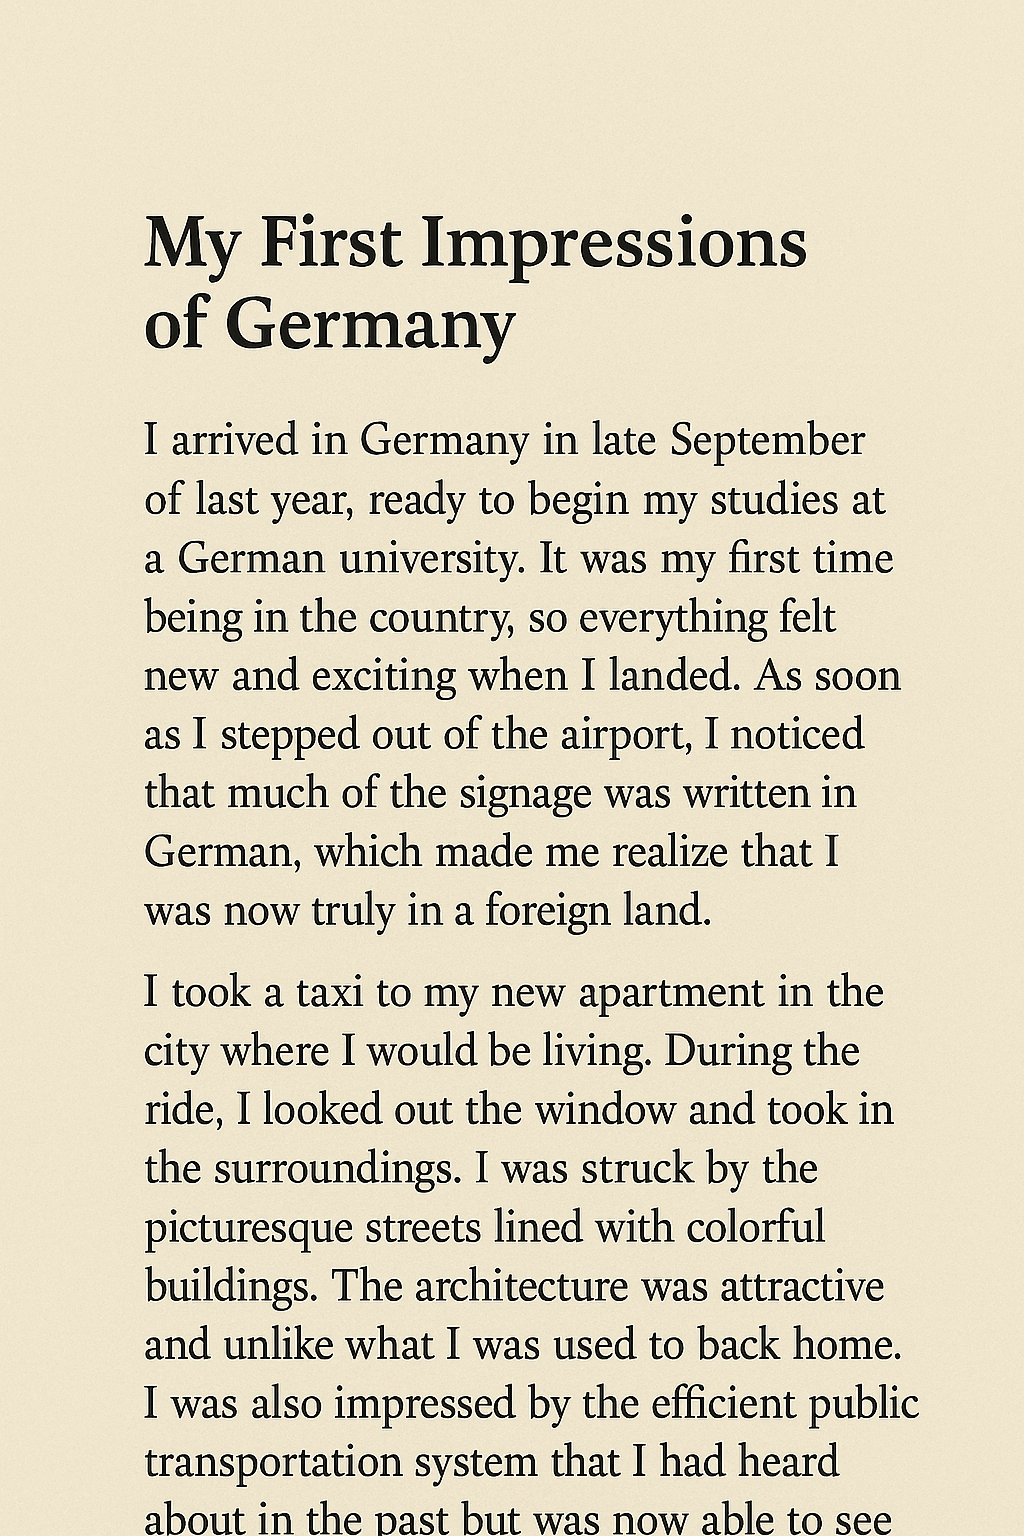 My First Impressions
of Germany
I arrived in Germany in late September
of last year, ready to begin my studies at
a German university. It was my first time
being in the country, so everything felt
new and exciting when I landed. As soon
as I stepped out of the airport, I noticed
that much of the signage was written in
German, which made me realize that I
was now truly in a foreign land.
I took a taxi to my new apartment in the
city where I would be living. During the
ride, I looked out the window and took in
the surroundings. I was struck by the
picturesque streets lined with colorful
buildings. The architecture was attractive
and unlike what I was used to back home.
I was also impressed by the efficient public
transportation system that I had heard
about in the past but was now able to see